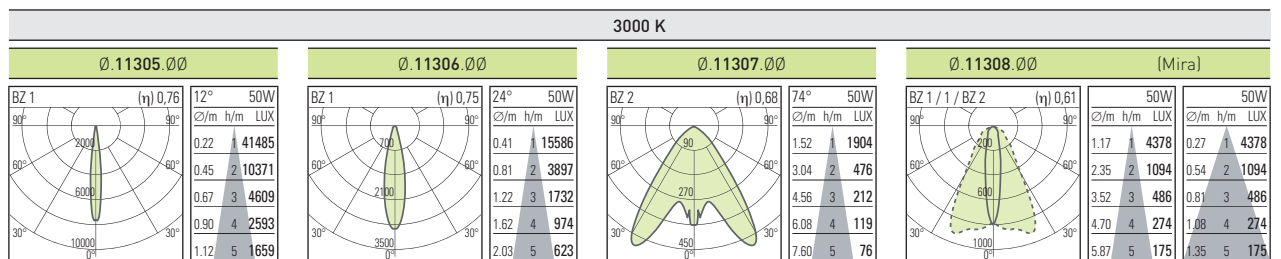 3000 K
Ø.11305.ØØ
BZ 1 (η) 0,76
90° 90°
2000
60° 60°
6000
30° 30°
10000
0°
12° 50W
∅/m h/m LUX
0.22 1 41485
0.45 2 10371
0.67 3 4609
0.90 4 2593
1.12 5 1659
Ø.11306.ØØ
BZ 1 (η) 0,75
90° 90°
700
60° 60°
2100
30° 30°
3500
0°
24° 50W
∅/m h/m LUX
0.41 1 15586
0.81 2 3897
1.22 3 1732
1.62 4 974
2.03 5 623
Ø.11307.ØØ
BZ 2 (η) 0,68
90° 90°
90
60° 60°
270
30° 30°
450
0°
74° 50W
∅/m h/m LUX
1.52 1 1904
3.04 2 476
4.56 3 212
6.08 4 119
7.60 5 76
Ø.11308.ØØ (Mira)
BZ 1 / 1 / BZ 2 (η) 0,61
90° 90°
200
60° 60°
600
30° 30°
1000
0°
50W
∅/m h/m LUX
1.17 1 4378
2.35 2 1094
3.52 3 486
4.70 4 274
5.87 5 175
50W
∅/m h/m LUX
0.27 1 4378
0.54 2 1094
0.81 3 486
1.08 4 274
1.35 5 175